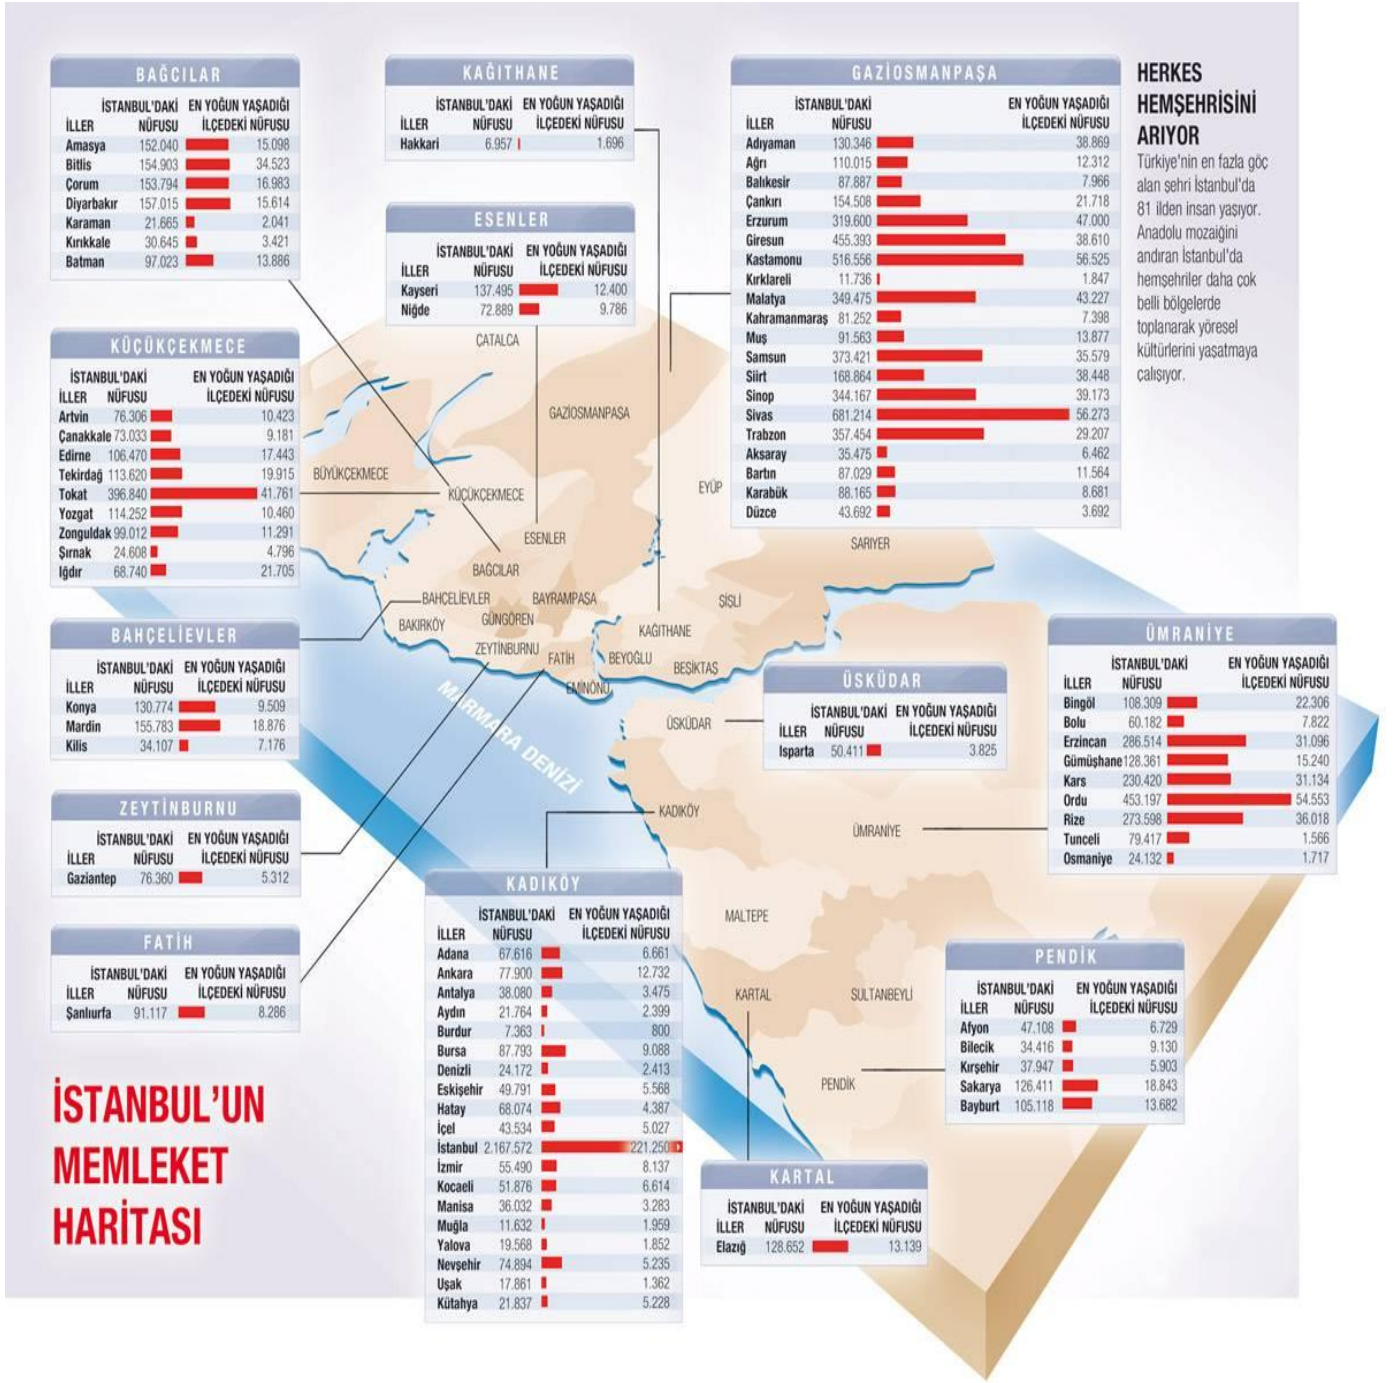 BAĞCILAR
İSTANBUL'DAKİ EN YOĞUN YAŞADIĞI
İLLER NÜFUSU İLÇEDEKİ NÜFUSU
Amasya 152.040 15.098
Bitlis 154.903 34.523
Çorum 153.794 16.983
Diyarbakır 157.015 15.614
Karaman 21.665 2.041
Kırıkkale 30.645 3.421
Batman 97.023 13.886
KAĞITHANE
İSTANBUL'DAKİ EN YOĞUN YAŞADIĞI
İLLER NÜFUSU İLÇEDEKİ NÜFUSU
Hakkari 6.957 1.696
ESENLER
İSTANBUL'DAKİ EN YOĞUN YAŞADIĞI
İLLER NÜFUSU İLÇEDEKİ NÜFUSU
Kayseri 137.495 12.400
Niğde 72.889 9.786
GAZİOSMANPAŞA
İSTANBUL'DAKİ EN YOĞUN YAŞADIĞI
İLLER NÜFUSU İLÇEDEKİ NÜFUSU
Adıyaman 130.346 38.869
Ağrı 110.015 12.312
Balıkesir 87.887 7.966
Çankırı 154.508 21.718
Erzurum 319.600 47.000
Giresun 455.393 38.610
Kastamonu 516.556 56.525
Kırklareli 11.736 1.847
Malatya 349.475 43.227
Kahramanmaraş 81.252 7.398
Muş 91.563 13.877
Samsun 373.421 35.579
Siirt 168.864 38.448
Sinop 344.167 39.173
Sivas 681.214 56.273
Trabzon 357.454 29.207
Aksaray 35.475 6.462
Bartın 87.029 11.564
Karabük 88.165 8.681
Düzce 43.692 3.692
HERKES
HEMŞEHRİSİNİ
ARIYOR
Türkiye'nin en fazla göç
alan şehri İstanbul'da
81 ilden insan yaşıyor.
Anadolu mozaiğini
andıran İstanbul'da
hemşehriler daha çok
belli bölgelerde
toplanarak yöresel
kültürlerini yaşatmaya
çalışıyor.
KÜÇÜKÇEKMECE
İSTANBUL'DAKİ EN YOĞUN YAŞADIĞI
İLLER NÜFUSU İLÇEDEKİ NÜFUSU
Artvin 76.306 10.423
Çanakkale 73.033 9.181
Edirne 106.470 17.443
Tekirdağ 113.620 19.915
Tokat 396.840 41.761
Yozgat 114.252 10.460
Zonguldak 99.012 11.291
Şırnak 24.608 4.796
Iğdır 68.740 21.705
ÇATALCA
GAZİOSMANPAŞA
BÜYÜKÇEKMECE
KÜÇÜKÇEKMECE
EYÜP
ESENLER
SARIYER
BAĞCILAR
BAHÇELİEVLER
BAYRAMPAŞA
ŞİŞLİ
BAKIRKÖY
GÜNGÖREN
KAĞITHANE
ZEYTİNBURNU
FATİH
BEYOĞLU
BEŞİKTAŞ
EMİNÖNÜ
MARMARA DENİZİ
ÜSKÜDAR
KADIKÖY
ÜMRANİYE
MALTEPE
KARTAL
SULTANBEYLİ
PENDİK
BAHÇELİEVLER
İSTANBUL'DAKİ EN YOĞUN YAŞADIĞI
İLLER NÜFUSU İLÇEDEKİ NÜFUSU
Konya 130.774 9.509
Mardin 155.783 18.876
Kilis 34.107 7.176
ÜSKÜDAR
İSTANBUL'DAKİ EN YOĞUN YAŞADIĞI
İLLER NÜFUSU İLÇEDEKİ NÜFUSU
Isparta 50.411 3.825
ÜMRANİYE
İSTANBUL'DAKİ EN YOĞUN YAŞADIĞI
İLLER NÜFUSU İLÇEDEKİ NÜFUSU
Bingöl 108.309 22.306
Bolu 60.182 7.822
Erzincan 286.514 31.096
Gümüşhane 128.361 15.240
Kars 230.420 31.134
Ordu 453.197 54.553
Rize 273.598 36.018
Tunceli 79.417 1.566
Osmaniye 24.132 1.717
ZEYTİNBURNU
İSTANBUL'DAKİ EN YOĞUN YAŞADIĞI
İLLER NÜFUSU İLÇEDEKİ NÜFUSU
Gaziantep 76.360 5.312
FATİH
İSTANBUL'DAKİ EN YOĞUN YAŞADIĞI
İLLER NÜFUSU İLÇEDEKİ NÜFUSU
Şanlıurfa 91.117 8.286
KADIKÖY
İSTANBUL'DAKİ EN YOĞUN YAŞADIĞI
İLLER NÜFUSU İLÇEDEKİ NÜFUSU
Adana 67.616 6.661
Ankara 77.900 12.732
Antalya 38.080 3.475
Aydın 21.764 2.399
Burdur 7.363 800
Bursa 87.793 9.088
Denizli 24.172 2.413
Eskişehir 49.791 5.568
Hatay 68.074 4.387
İçel 43.534 5.027
İstanbul 2.167.572 221.250
İzmir 55.490 8.137
Kocaeli 51.876 6.614
Manisa 36.032 3.283
Muğla 11.632 1.959
Yalova 19.568 1.852
Nevşehir 74.894 5.235
Uşak 17.861 1.362
Kütahya 21.837 5.228
PENDİK
İSTANBUL'DAKİ EN YOĞUN YAŞADIĞI
İLLER NÜFUSU İLÇEDEKİ NÜFUSU
Afyon 47.108 6.729
Bilecik 34.416 9.130
Kırşehir 37.947 5.903
Sakarya 126.411 18.843
Bayburt 105.118 13.682
KARTAL
İSTANBUL'DAKİ EN YOĞUN YAŞADIĞI
İLLER NÜFUSU İLÇEDEKİ NÜFUSU
Elazığ 128.652 13.139
İSTANBUL'UN
MEMLEKET
HARİTASI